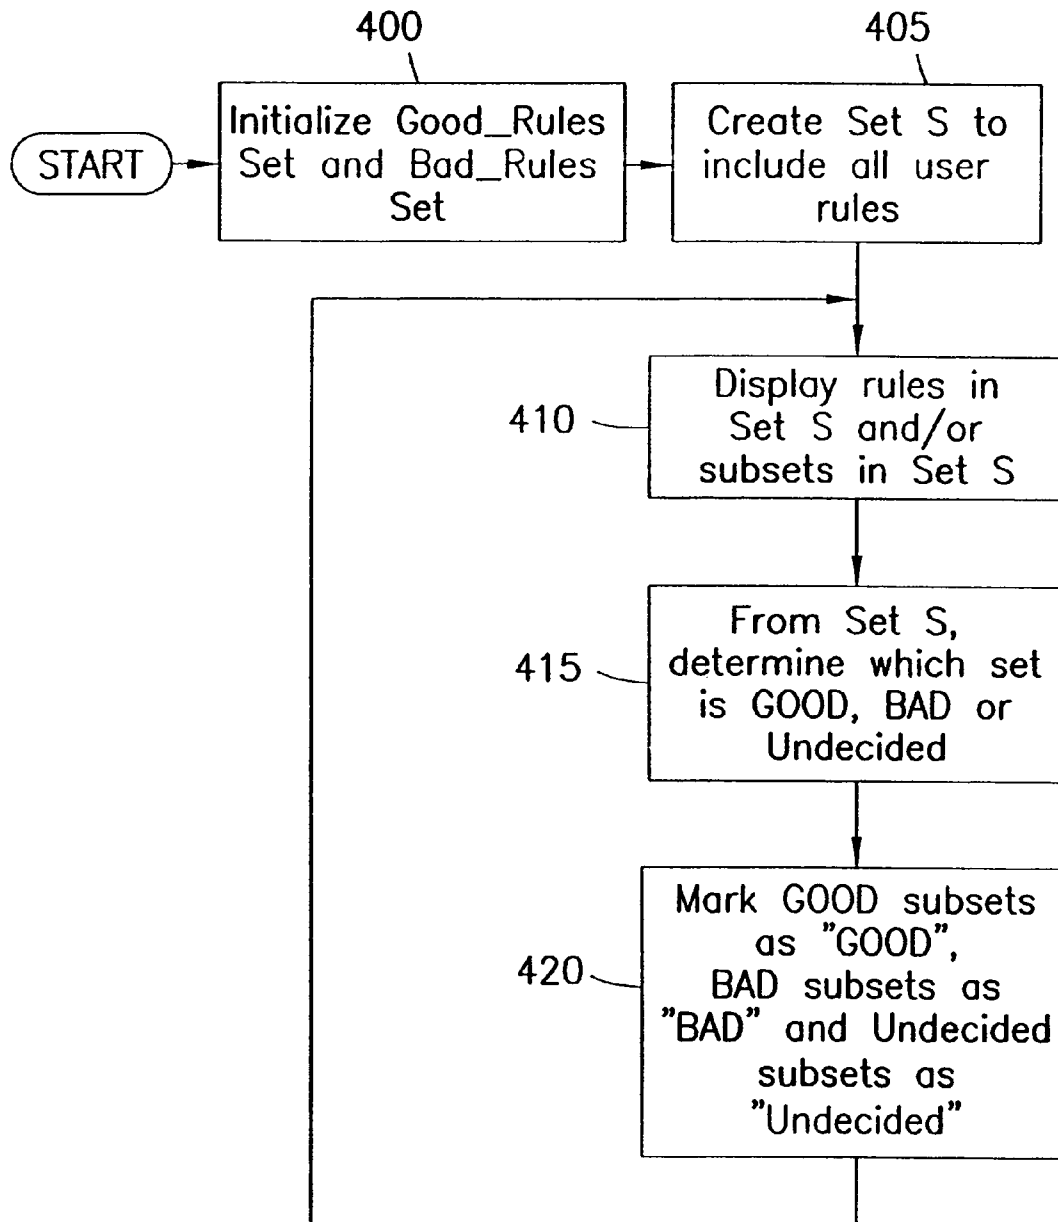 400
405
START
Initialize Good_Rules
Set and Bad_Rules
Set
Create Set S to
include all user
rules
410
Display rules in
Set S and/or
subsets in Set S
415
From Set S,
determine which set
is GOOD, BAD or
Undecided
420
Mark GOOD subsets
as "GOOD",
BAD subsets as
"BAD" and Undecided
subsets as
"Undecided"